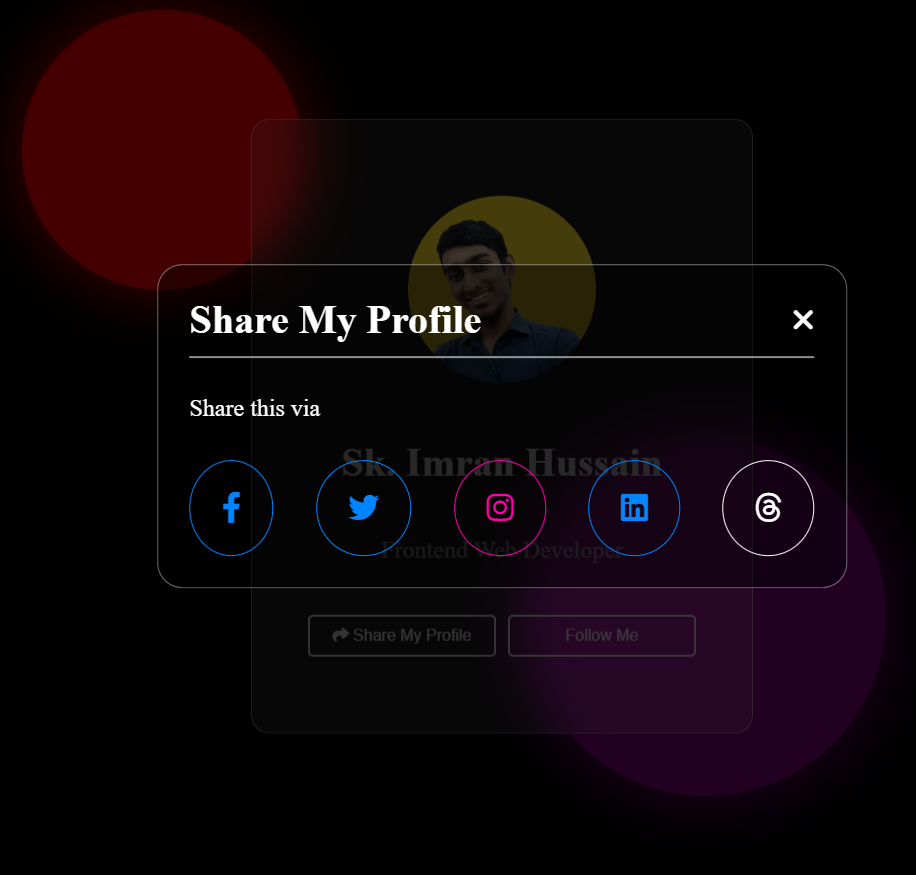 Share My Profile
Share this via
Sk. Imran Hussain
Frontend Web Developer
Share My Profile
Follow Me